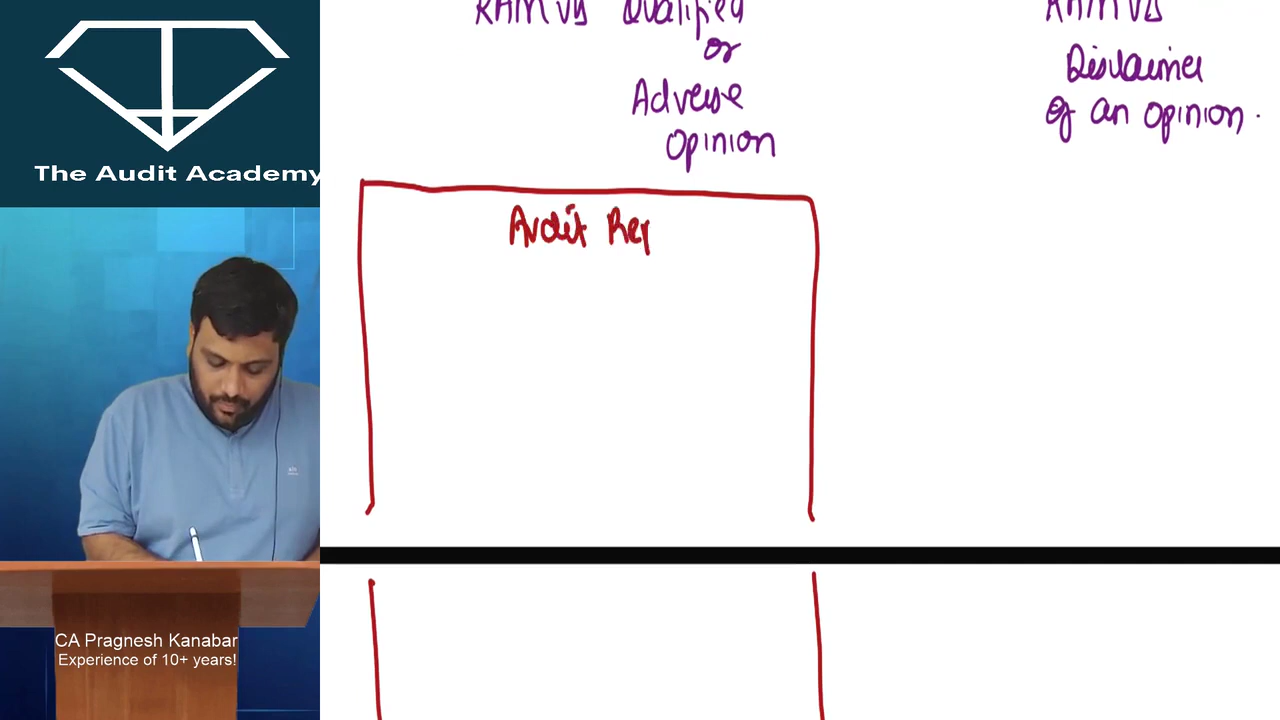 The Audit Academy
KAM vs Qualified
or
Adverse
Opinion
KAM vs
Disclaimer
of an opinion.
Audit Rep
CA Pragnesh Kanabar
Experience of 10+ years!